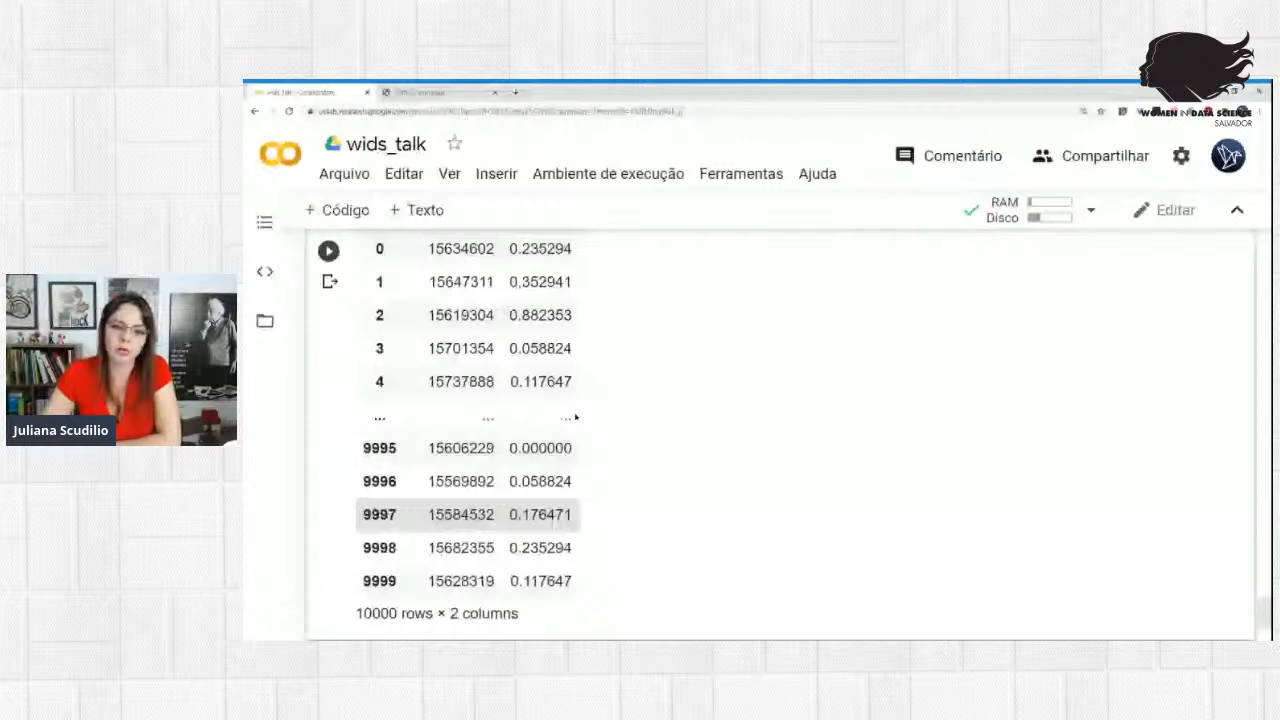 WOMEN IN DATA SCIENCE
SALVADOR
wids_talk
Comentário
Compartilhar
Arquivo Editar Ver Inserir Ambiente de execução Ferramentas Ajuda
+ Código + Texto
RAM
Disco
Editar
0 15634602 0.235294
1 15647311 0.352941
2 15619304 0.882353
3 15701354 0.058824
4 15737888 0.117647
... ... ...
9995 15606229 0.000000
9996 15569892 0.058824
9997 15584532 0.176471
9998 15682355 0.235294
9999 15628319 0.117647
10000 rows × 2 columns
Juliana Scudilio